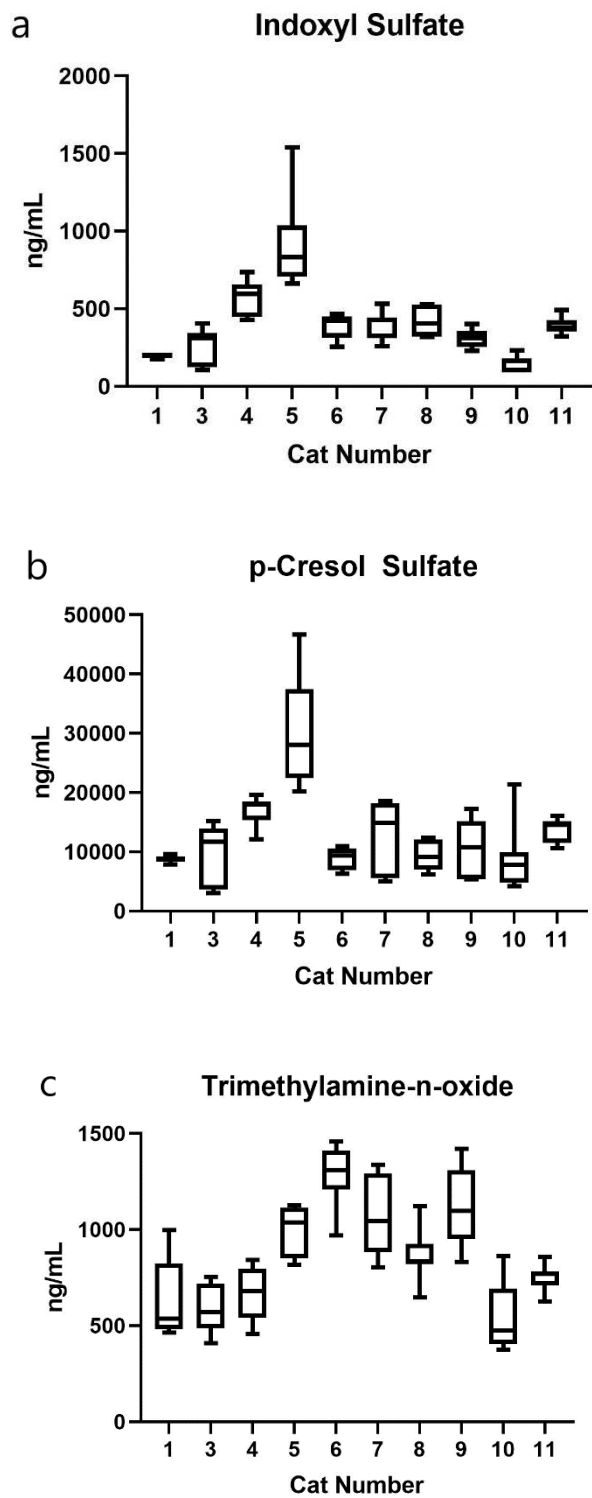 a
Indoxyl Sulfate
2000
1500
1000
500
0
ng/mL
1 3 4 5 6 7 8 9 10 11
Cat Number
b
p-Cresol Sulfate
50000
40000
30000
20000
10000
0
ng/mL
1 3 4 5 6 7 8 9 10 11
Cat Number
c
Trimethylamine-n-oxide
1500
1000
500
0
ng/mL
1 3 4 5 6 7 8 9 10 11
Cat Number